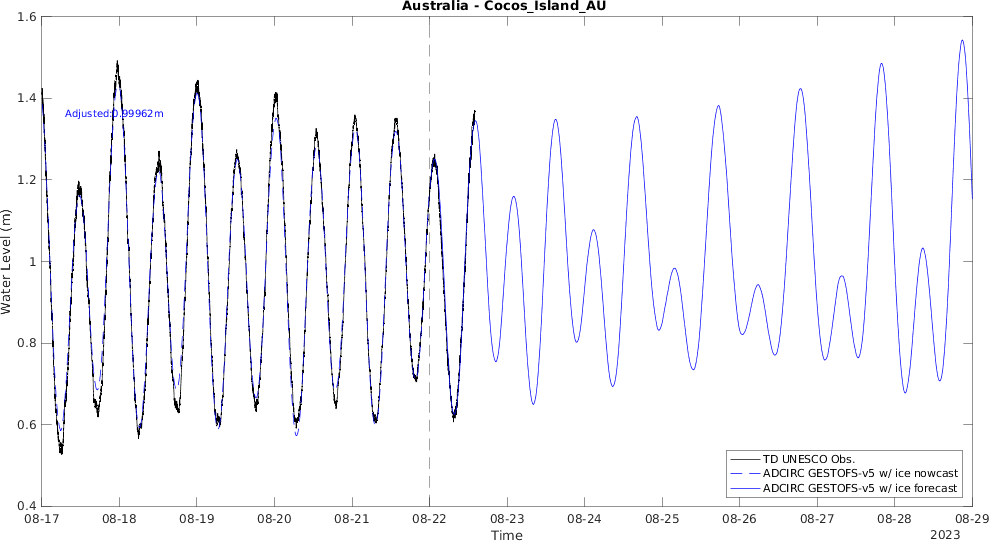 Australia - Cocos_Island_AU
Water Level (m)
1.6
1.4
1.2
1
0.8
0.6
0.4
Adjusted:0.99962m
TD UNESCO Obs.
ADCIRC GESTOFS-v5 w/ ice nowcast
ADCIRC GESTOFS-v5 w/ ice forecast
08-17 08-18 08-19 08-20 08-21 08-22 08-23 08-24 08-25 08-26 08-27 08-28 08-29
Time
2023